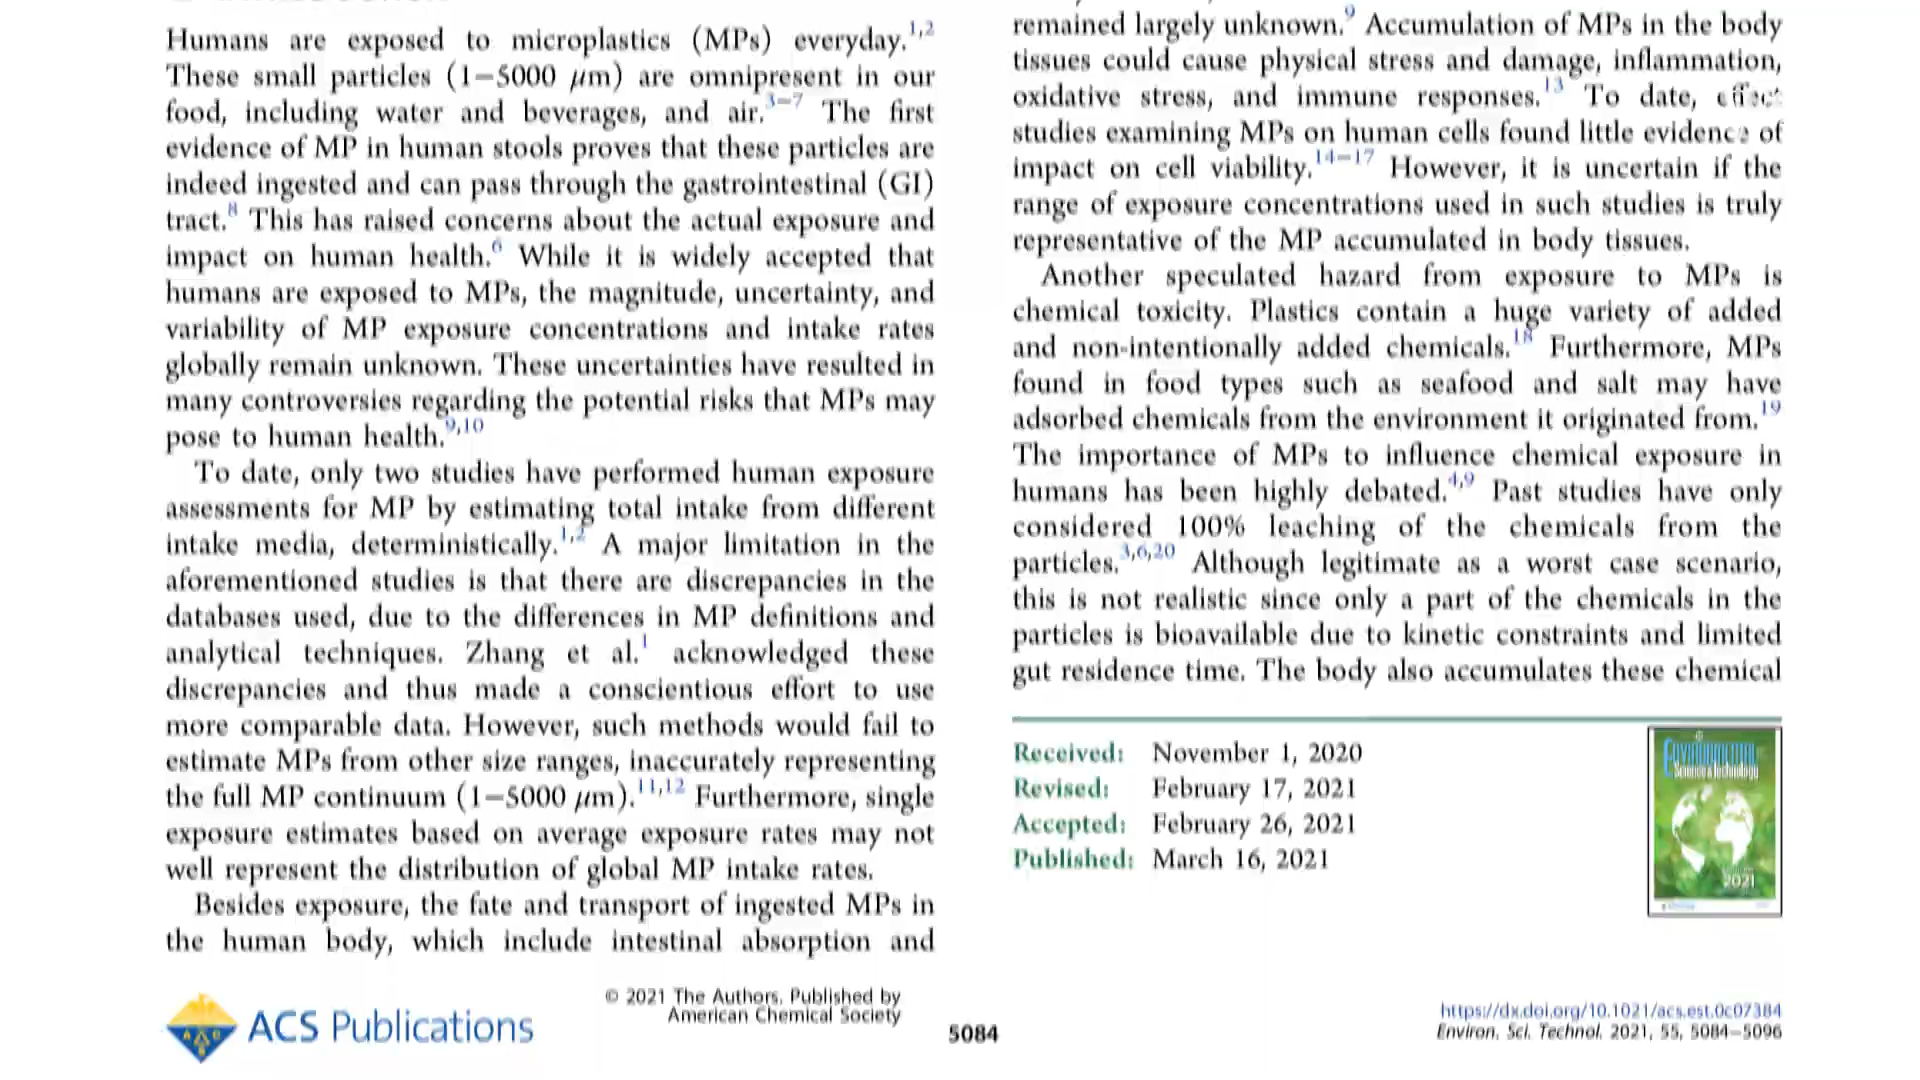 Humans are exposed to microplastics (MPs) everyday.1,2
These small particles (1−5000 μm) are omnipresent in our
food, including water and beverages, and air.3−7 The first
evidence of MP in human stools proves that these particles are
indeed ingested and can pass through the gastrointestinal (GI)
tract.8 This has raised concerns about the actual exposure and
impact on human health.6 While it is widely accepted that
humans are exposed to MPs, the magnitude, uncertainty, and
variability of MP exposure concentrations and intake rates
globally remain unknown. These uncertainties have resulted in
many controversies regarding the potential risks that MPs may
pose to human health.9,10
To date, only two studies have performed human exposure
assessments for MP by estimating total intake from different
intake media, deterministically.1,2 A major limitation in the
aforementioned studies is that there are discrepancies in the
databases used, due to the differences in MP definitions and
analytical techniques. Zhang et al.1 acknowledged these
discrepancies and thus made a conscientious effort to use
more comparable data. However, such methods would fail to
estimate MPs from other size ranges, inaccurately representing
the full MP continuum (1−5000 μm).11,12 Furthermore, single
exposure estimates based on average exposure rates may not
well represent the distribution of global MP intake rates.
Besides exposure, the fate and transport of ingested MPs in
the human body, which include intestinal absorption and
remained largely unknown.9 Accumulation of MPs in the body
tissues could cause physical stress and damage, inflammation,
oxidative stress, and immune responses.13 To date, effect
studies examining MPs on human cells found little evidence of
impact on cell viability.14−17 However, it is uncertain if the
range of exposure concentrations used in such studies is truly
representative of the MP accumulated in body tissues.
Another speculated hazard from exposure to MPs is
chemical toxicity. Plastics contain a huge variety of added
and non-intentionally added chemicals.18 Furthermore, MPs
found in food types such as seafood and salt may have
adsorbed chemicals from the environment it originated from.19
The importance of MPs to influence chemical exposure in
humans has been highly debated.4,9 Past studies have only
considered 100% leaching of the chemicals from the
particles.3,6,20 Although legitimate as a worst case scenario,
this is not realistic since only a part of the chemicals in the
particles is bioavailable due to kinetic constraints and limited
gut residence time. The body also accumulates these chemical
Received: November 1, 2020
Revised: February 17, 2021
Accepted: February 26, 2021
Published: March 16, 2021
Environmental
Science & Technology
2021
ACS Publications
© 2021 The Authors. Published by
American Chemical Society
5084
https://dx.doi.org/10.1021/acs.est.0c07384
Environ. Sci. Technol. 2021, 55, 5084−5096